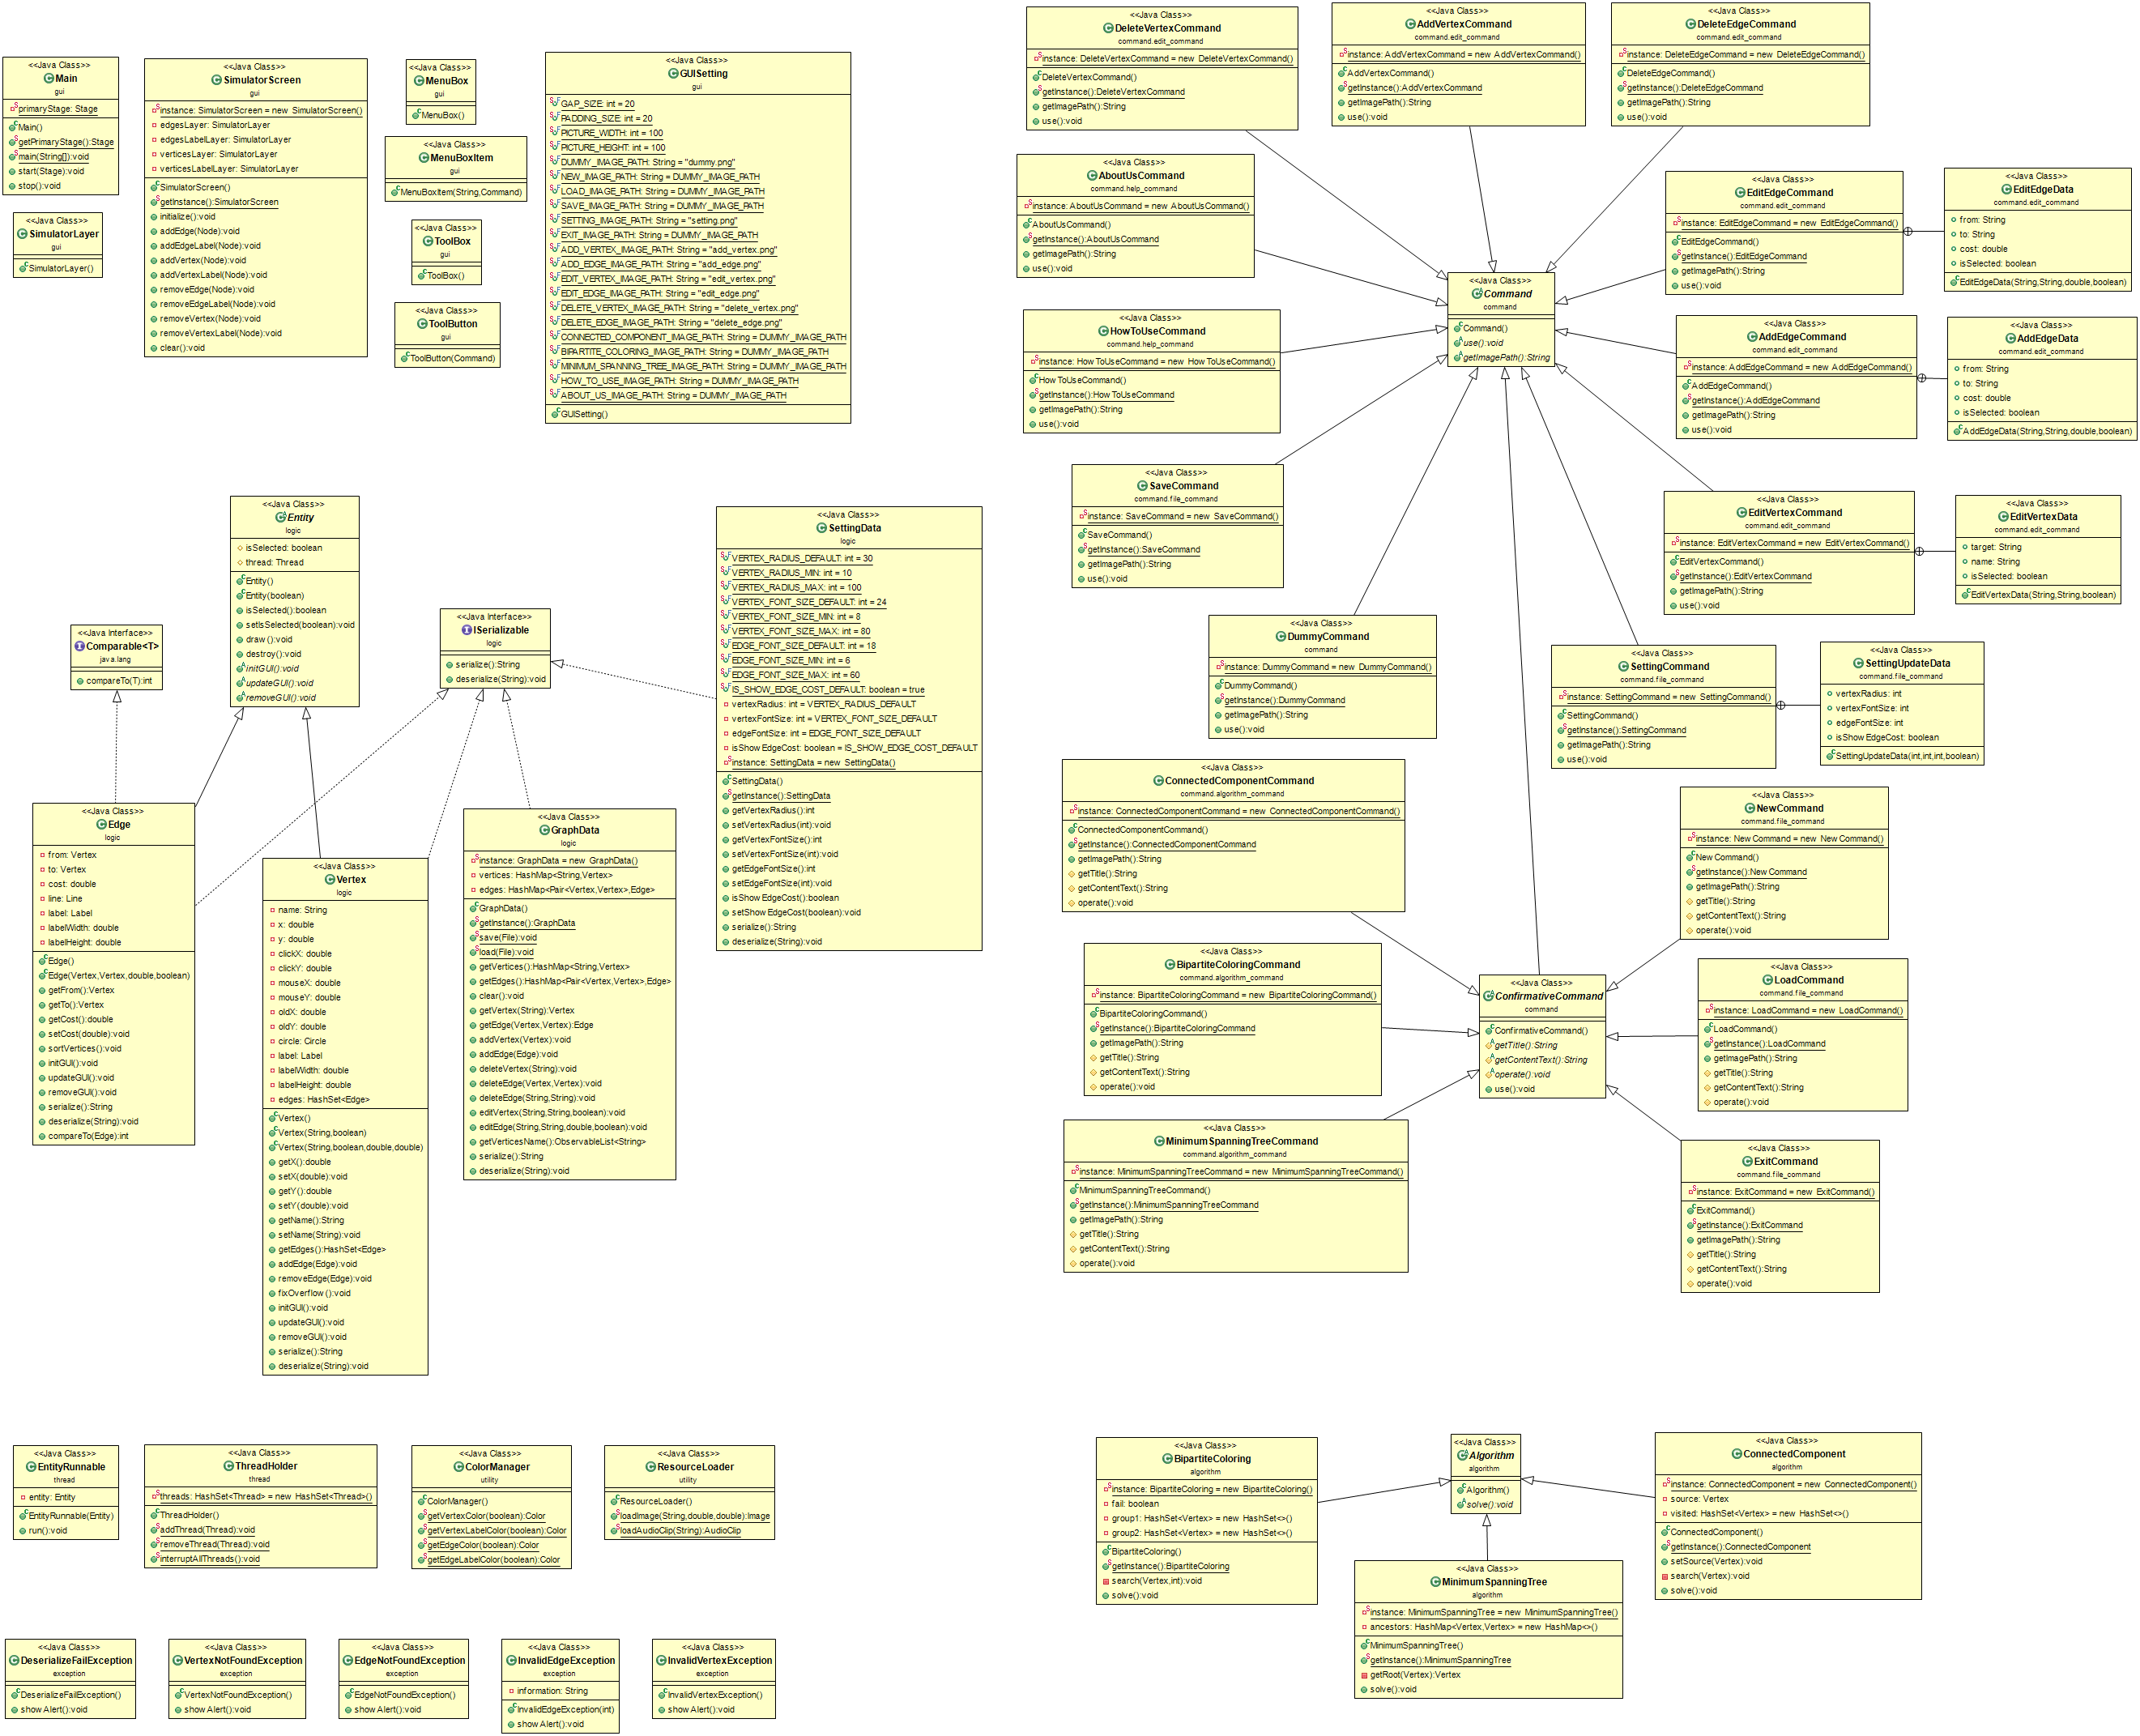 <<Java Class>>
Main
gui
primaryStage: Stage
Main()
getPrimaryStage():Stage
main(String[]):void
start(Stage):void
stop():void
<<Java Class>>
SimulatorLayer
gui
SimulatorLayer()
<<Java Class>>
SimulatorScreen
gui
instance: SimulatorScreen = new SimulatorScreen()
edgesLayer: SimulatorLayer
edgesLabelLayer: SimulatorLayer
verticesLayer: SimulatorLayer
verticesLabelLayer: SimulatorLayer
SimulatorScreen()
getInstance():SimulatorScreen
initialize():void
addEdge(Node):void
addEdgeLabel(Node):void
addVertex(Node):void
addVertexLabel(Node):void
removeEdge(Node):void
removeEdgeLabel(Node):void
removeVertex(Node):void
removeVertexLabel(Node):void
clear():void
<<Java Class>>
MenuBox
gui
MenuBox()
<<Java Class>>
MenuBoxItem
gui
MenuBoxItem(String,Command)
<<Java Class>>
ToolBox
gui
ToolBox()
<<Java Class>>
ToolButton
gui
ToolButton(Command)
<<Java Class>>
GUISetting
gui
GAP_SIZE: int = 20
PADDING_SIZE: int = 20
PICTURE_WIDTH: int = 100
PICTURE_HEIGHT: int = 100
DUMMY_IMAGE_PATH: String = "dummy.png"
NEW_IMAGE_PATH: String = DUMMY_IMAGE_PATH
LOAD_IMAGE_PATH: String = DUMMY_IMAGE_PATH
SAVE_IMAGE_PATH: String = DUMMY_IMAGE_PATH
SETTING_IMAGE_PATH: String = "setting.png"
EXIT_IMAGE_PATH: String = DUMMY_IMAGE_PATH
ADD_VERTEX_IMAGE_PATH: String = "add_vertex.png"
ADD_EDGE_IMAGE_PATH: String = "add_edge.png"
EDIT_VERTEX_IMAGE_PATH: String = "edit_vertex.png"
EDIT_EDGE_IMAGE_PATH: String = "edit_edge.png"
DELETE_VERTEX_IMAGE_PATH: String = "delete_vertex.png"
DELETE_EDGE_IMAGE_PATH: String = "delete_edge.png"
CONNECTED_COMPONENT_IMAGE_PATH: String = DUMMY_IMAGE_PATH
BIPARTITE_COLORING_IMAGE_PATH: String = DUMMY_IMAGE_PATH
MINIMUM_SPANNING_TREE_IMAGE_PATH: String = DUMMY_IMAGE_PATH
HOW_TO_USE_IMAGE_PATH: String = DUMMY_IMAGE_PATH
ABOUT_US_IMAGE_PATH: String = DUMMY_IMAGE_PATH
GUISetting()
<<Java Class>>
DeleteVertexCommand
command.edit_command
instance: DeleteVertexCommand = new DeleteVertexCommand()
DeleteVertexCommand()
getInstance():DeleteVertexCommand
getImagePath():String
use():void
<<Java Class>>
AddVertexCommand
command.edit_command
instance: AddVertexCommand = new AddVertexCommand()
AddVertexCommand()
getInstance():AddVertexCommand
getImagePath():String
use():void
<<Java Class>>
DeleteEdgeCommand
command.edit_command
instance: DeleteEdgeCommand = new DeleteEdgeCommand()
DeleteEdgeCommand()
getInstance():DeleteEdgeCommand
getImagePath():String
use():void
<<Java Class>>
AboutUsCommand
command.help_command
instance: AboutUsCommand = new AboutUsCommand()
AboutUsCommand()
getInstance():AboutUsCommand
getImagePath():String
use():void
<<Java Class>>
EditEdgeCommand
command.edit_command
instance: EditEdgeCommand = new EditEdgeCommand()
EditEdgeCommand()
getInstance():EditEdgeCommand
getImagePath():String
use():void
<<Java Class>>
EditEdgeData
command.edit_command
from: String
to: String
cost: double
isSelected: boolean
EditEdgeData(String,String,double,boolean)
<<Java Class>>
Command
command
Command()
use():void
getImagePath():String
<<Java Class>>
HowToUseCommand
command.help_command
instance: HowToUseCommand = new HowToUseCommand()
HowToUseCommand()
getInstance():HowToUseCommand
getImagePath():String
use():void
<<Java Class>>
AddEdgeCommand
command.edit_command
instance: AddEdgeCommand = new AddEdgeCommand()
AddEdgeCommand()
getInstance():AddEdgeCommand
getImagePath():String
use():void
<<Java Class>>
AddEdgeData
command.edit_command
from: String
to: String
cost: double
isSelected: boolean
AddEdgeData(String,String,double,boolean)
<<Java Class>>
SaveCommand
command.file_command
instance: SaveCommand = new SaveCommand()
SaveCommand()
getInstance():SaveCommand
getImagePath():String
use():void
<<Java Class>>
EditVertexCommand
command.edit_command
instance: EditVertexCommand = new EditVertexCommand()
EditVertexCommand()
getInstance():EditVertexCommand
getImagePath():String
use():void
<<Java Class>>
EditVertexData
command.edit_command
target: String
name: String
isSelected: boolean
EditVertexData(String,String,boolean)
<<Java Class>>
DummyCommand
command
instance: DummyCommand = new DummyCommand()
DummyCommand()
getInstance():DummyCommand
getImagePath():String
use():void
<<Java Class>>
SettingCommand
command.file_command
instance: SettingCommand = new SettingCommand()
SettingCommand()
getInstance():SettingCommand
getImagePath():String
use():void
<<Java Class>>
SettingUpdateData
command.file_command
vertexRadius: int
vertexFontSize: int
edgeFontSize: int
isShowEdgeCost: boolean
SettingUpdateData(int,int,int,boolean)
<<Java Class>>
ConnectedComponentCommand
command.algorithm_command
instance: ConnectedComponentCommand = new ConnectedComponentCommand()
ConnectedComponentCommand()
getInstance():ConnectedComponentCommand
getImagePath():String
getTitle():String
getContentText():String
operate():void
<<Java Class>>
NewCommand
command.file_command
instance: NewCommand = new NewCommand()
NewCommand()
getInstance():NewCommand
getImagePath():String
getTitle():String
getContentText():String
operate():void
<<Java Class>>
BipartiteColoringCommand
command.algorithm_command
instance: BipartiteColoringCommand = new BipartiteColoringCommand()
BipartiteColoringCommand()
getInstance():BipartiteColoringCommand
getImagePath():String
getTitle():String
getContentText():String
operate():void
<<Java Class>>
ConfirmativeCommand
command
ConfirmativeCommand()
getTitle():String
getContentText():String
operate():void
use():void
<<Java Class>>
LoadCommand
command.file_command
instance: LoadCommand = new LoadCommand()
LoadCommand()
getInstance():LoadCommand
getImagePath():String
getTitle():String
getContentText():String
operate():void
<<Java Class>>
MinimumSpanningTreeCommand
command.algorithm_command
instance: MinimumSpanningTreeCommand = new MinimumSpanningTreeCommand()
MinimumSpanningTreeCommand()
getInstance():MinimumSpanningTreeCommand
getImagePath():String
getTitle():String
getContentText():String
operate():void
<<Java Class>>
ExitCommand
command.file_command
instance: ExitCommand = new ExitCommand()
ExitCommand()
getInstance():ExitCommand
getImagePath():String
getTitle():String
getContentText():String
operate():void
<<Java Interface>>
Comparable<T>
java.lang
compareTo(T):int
<<Java Class>>
Entity
logic
isSelected: boolean
thread: Thread
Entity()
Entity(boolean)
isSelected():boolean
setIsSelected(boolean):void
draw():void
destroy():void
initGUI():void
updateGUI():void
removeGUI():void
<<Java Interface>>
ISerializable
logic
serialize():String
deserialize(String):void
<<Java Class>>
SettingData
logic
VERTEX_RADIUS_DEFAULT: int = 30
VERTEX_RADIUS_MIN: int = 10
VERTEX_RADIUS_MAX: int = 100
VERTEX_FONT_SIZE_DEFAULT: int = 24
VERTEX_FONT_SIZE_MIN: int = 8
VERTEX_FONT_SIZE_MAX: int = 80
EDGE_FONT_SIZE_DEFAULT: int = 18
EDGE_FONT_SIZE_MIN: int = 6
EDGE_FONT_SIZE_MAX: int = 60
IS_SHOW_EDGE_COST_DEFAULT: boolean = true
vertexRadius: int = VERTEX_RADIUS_DEFAULT
vertexFontSize: int = VERTEX_FONT_SIZE_DEFAULT
edgeFontSize: int = EDGE_FONT_SIZE_DEFAULT
isShowEdgeCost: boolean = IS_SHOW_EDGE_COST_DEFAULT
instance: SettingData = new SettingData()
SettingData()
getInstance():SettingData
getVertexRadius():int
setVertexRadius(int):void
getVertexFontSize():int
setVertexFontSize(int):void
getEdgeFontSize():int
setEdgeFontSize(int):void
isShowEdgeCost():boolean
setShowEdgeCost(boolean):void
serialize():String
deserialize(String):void
<<Java Class>>
Edge
logic
from: Vertex
to: Vertex
cost: double
line: Line
label: Label
labelWidth: double
labelHeight: double
Edge()
Edge(Vertex,Vertex,double,boolean)
getFrom():Vertex
getTo():Vertex
getCost():double
setCost(double):void
sortVertices():void
initGUI():void
updateGUI():void
removeGUI():void
serialize():String
deserialize(String):void
compareTo(Edge):int
<<Java Class>>
Vertex
logic
name: String
x: double
y: double
clickX: double
clickY: double
mouseX: double
mouseY: double
oldX: double
oldY: double
circle: Circle
label: Label
labelWidth: double
labelHeight: double
edges: HashSet<Edge>
Vertex()
Vertex(String,boolean)
Vertex(String,boolean,double,double)
getX():double
setX(double):void
getY():double
setY(double):void
getName():String
setName(String):void
getEdges():HashSet<Edge>
addEdge(Edge):void
removeEdge(Edge):void
fixOverflow():void
initGUI():void
updateGUI():void
removeGUI():void
serialize():String
deserialize(String):void
<<Java Class>>
GraphData
logic
instance: GraphData = new GraphData()
vertices: HashMap<String,Vertex>
edges: HashMap<Pair<Vertex,Vertex>,Edge>
GraphData()
getInstance():GraphData
save(File):void
load(File):void
getVertices():HashMap<String,Vertex>
getEdges():HashMap<Pair<Vertex,Vertex>,Edge>
clear():void
getVertex(String):Vertex
getEdge(Vertex,Vertex):Edge
addVertex(Vertex):void
addEdge(Edge):void
deleteVertex(String):void
deleteEdge(Vertex,Vertex):void
deleteEdge(String,String):void
editVertex(String,String,boolean):void
editEdge(String,String,double,boolean):void
getVerticesName():ObservableList<String>
serialize():String
deserialize(String):void
<<Java Class>>
EntityRunnable
thread
entity: Entity
EntityRunnable(Entity)
run():void
<<Java Class>>
ThreadHolder
thread
threads: HashSet<Thread> = new HashSet<Thread>()
ThreadHolder()
addThread(Thread):void
removeThread(Thread):void
interruptAllThreads():void
<<Java Class>>
ColorManager
utility
ColorManager()
getVertexColor(boolean):Color
getVertexLabelColor(boolean):Color
getEdgeColor(boolean):Color
getEdgeLabelColor(boolean):Color
<<Java Class>>
ResourceLoader
utility
ResourceLoader()
loadImage(String,double,double):Image
loadAudioClip(String):AudioClip
<<Java Class>>
BipartiteColoring
algorithm
instance: BipartiteColoring = new BipartiteColoring()
fail: boolean
group1: HashSet<Vertex> = new HashSet<>()
group2: HashSet<Vertex> = new HashSet<>()
BipartiteColoring()
getInstance():BipartiteColoring
search(Vertex,int):void
solve():void
<<Java Class>>
Algorithm
algorithm
Algorithm()
solve():void
<<Java Class>>
ConnectedComponent
algorithm
instance: ConnectedComponent = new ConnectedComponent()
source: Vertex
visited: HashSet<Vertex> = new HashSet<>()
ConnectedComponent()
getInstance():ConnectedComponent
setSource(Vertex):void
search(Vertex):void
solve():void
<<Java Class>>
MinimumSpanningTree
algorithm
instance: MinimumSpanningTree = new MinimumSpanningTree()
ancestors: HashMap<Vertex,Vertex> = new HashMap<>()
MinimumSpanningTree()
getInstance():MinimumSpanningTree
getRoot(Vertex):Vertex
solve():void
<<Java Class>>
DeserializeFailException
exception
DeserializeFailException()
showAlert():void
<<Java Class>>
VertexNotFoundException
exception
VertexNotFoundException()
showAlert():void
<<Java Class>>
EdgeNotFoundException
exception
EdgeNotFoundException()
showAlert():void
<<Java Class>>
InvalidEdgeException
exception
information: String
InvalidEdgeException(int)
showAlert():void
<<Java Class>>
InvalidVertexException
exception
InvalidVertexException()
showAlert():void